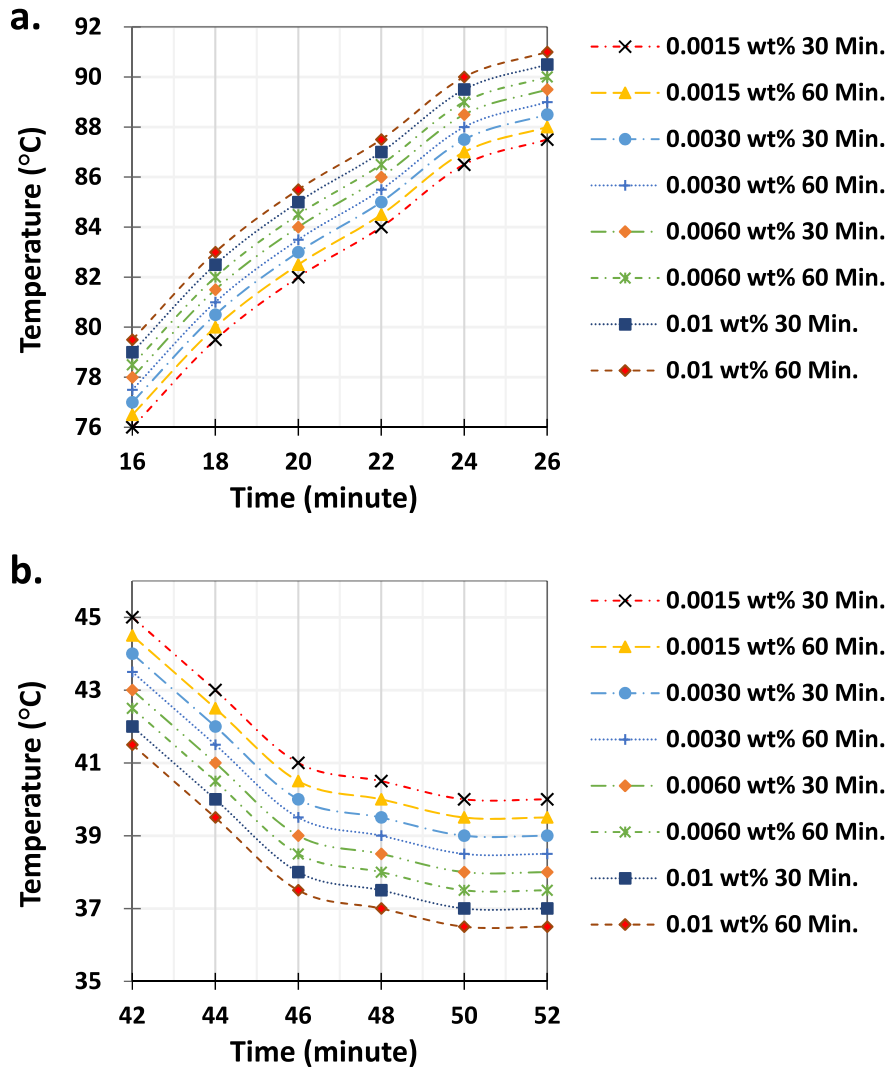 a.
92
90
88
86
84
82
80
78
76
Temperature (°C)
16 18 20 22 24 26
Time (minute)
0.0015 wt% 30 Min.
0.0015 wt% 60 Min.
0.0030 wt% 30 Min.
0.0030 wt% 60 Min.
0.0060 wt% 30 Min.
0.0060 wt% 60 Min.
0.01 wt% 30 Min.
0.01 wt% 60 Min.
b.
45
43
41
39
37
35
Temperature (°C)
42 44 46 48 50 52
Time (minute)
0.0015 wt% 30 Min.
0.0015 wt% 60 Min.
0.0030 wt% 30 Min.
0.0030 wt% 60 Min.
0.0060 wt% 30 Min.
0.0060 wt% 60 Min.
0.01 wt% 30 Min.
0.01 wt% 60 Min.